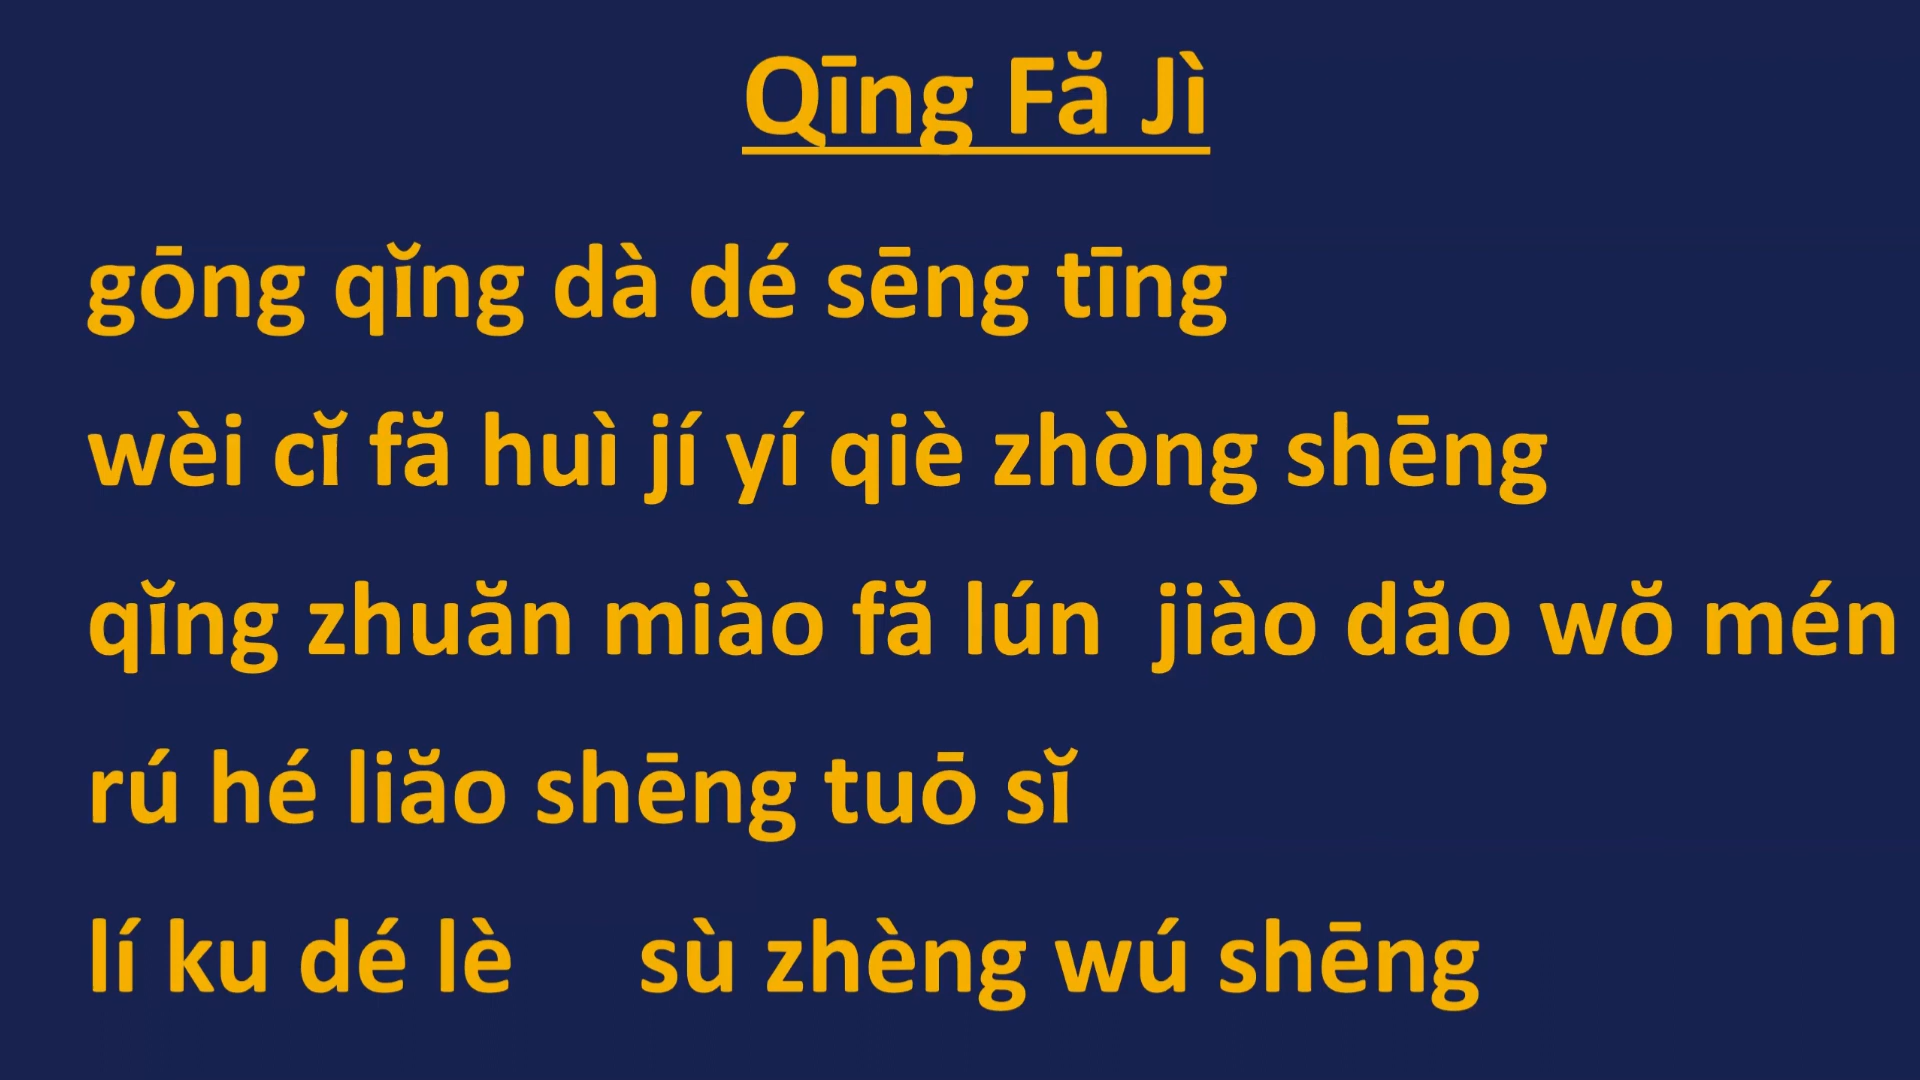 Qīng Fă Jì
gōng qĭng dà dé sēng tīng
wèi cĭ fă huì jí yí qiè zhòng shēng
qĭng zhuăn miào fă lún jiào dăo wŏ mén
rú hé liăo shēng tuō sĭ
lí ku dé lè sù zhèng wú shēng